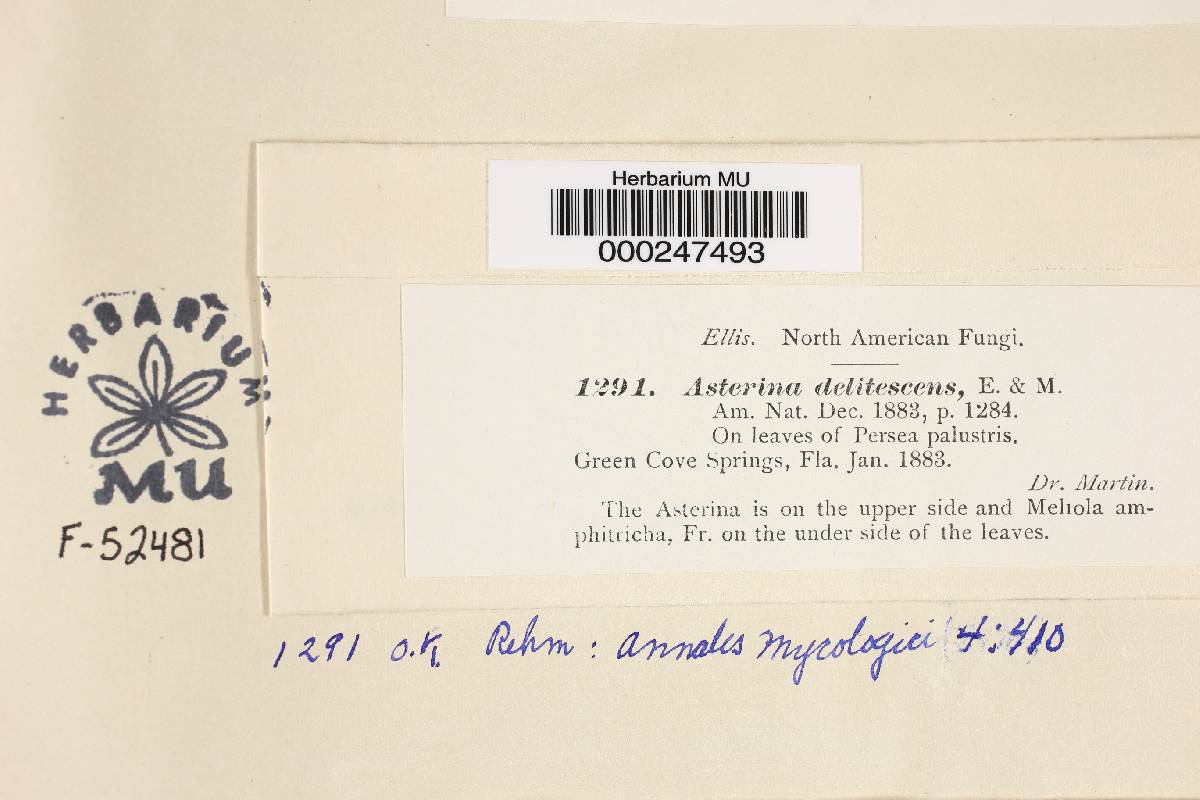 Herbarium MU
000247493
HERBARIUM
MU
F-52481
Ellis. North American Fungi.
1291. Asterina delitescens, E. & M.
Am. Nat. Dec. 1883, p. 1284.
On leaves of Persea palustris.
Green Cove Springs, Fla. Jan. 1883.
Dr. Martin.
The Asterina is on the upper side and Meliola am-
phitricha, Fr. on the under side of the leaves.
1291 O.K. Rehm : Annales Mycologici 4:410